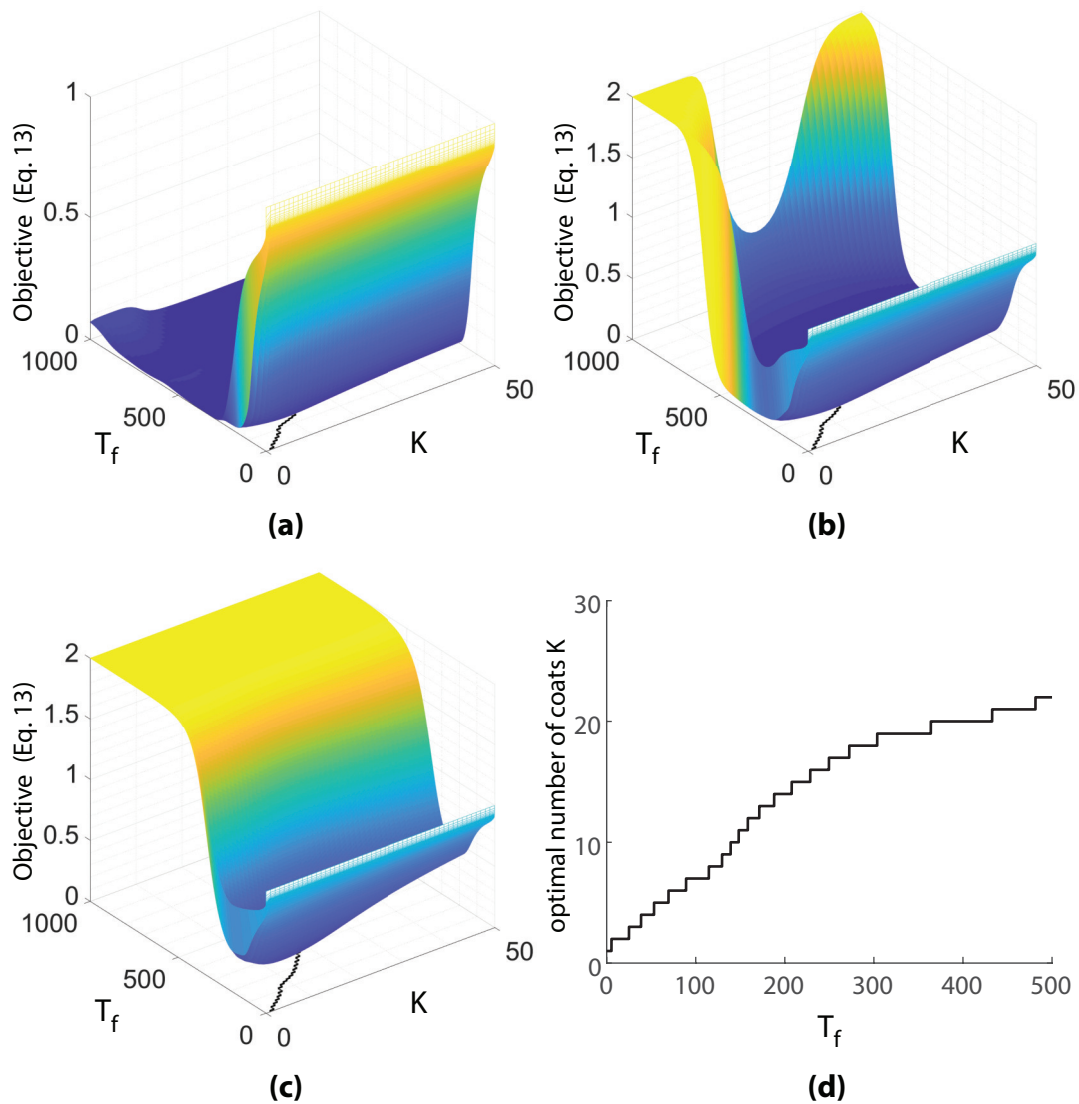 1
0.5
0
Objective (Eq. 13)
1000
500
0
T_f
0
K
50
(a)
2
1.5
1
0.5
0
Objective (Eq. 13)
1000
500
0
T_f
0
K
50
(b)
2
1.5
1
0.5
0
Objective (Eq. 13)
1000
500
0
T_f
0
K
50
(c)
30
20
10
0
optimal number of coats K
0 100 200 300 400 500
T_f
(d)